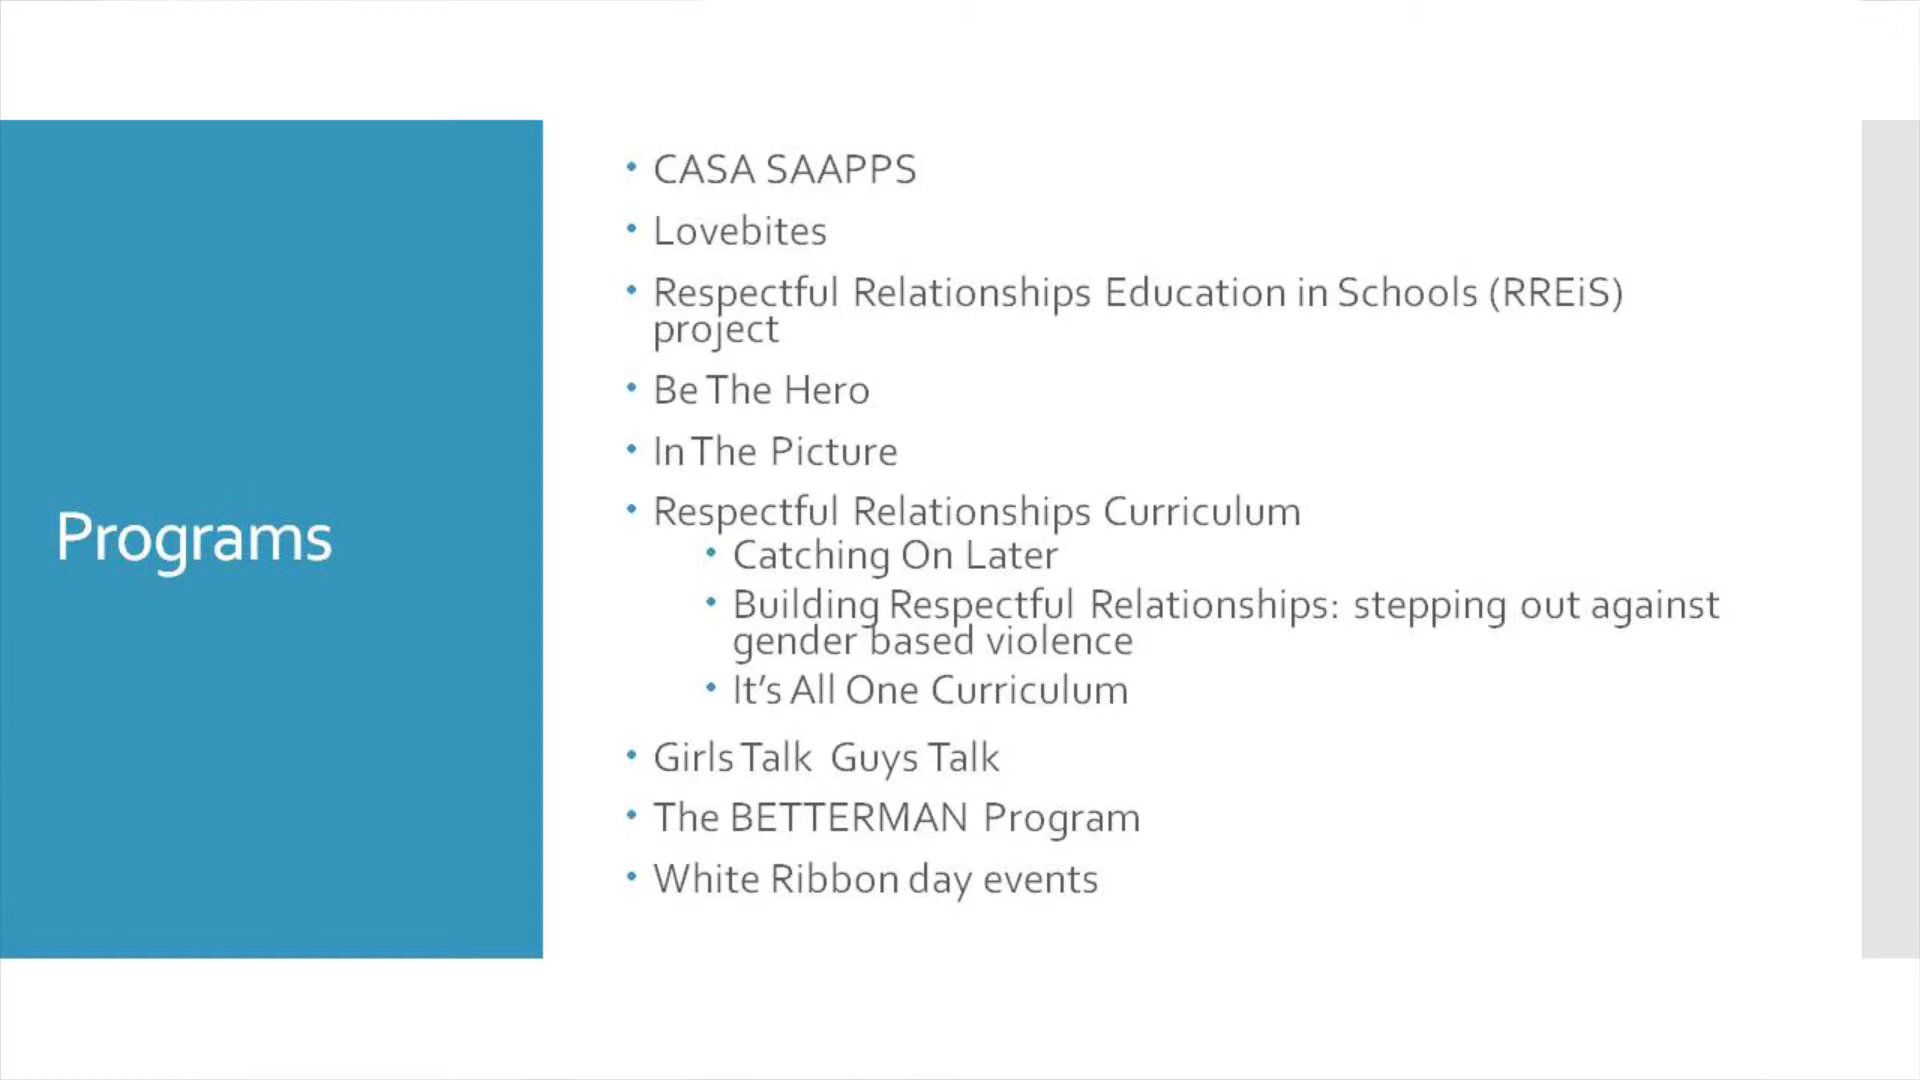 Programs
• CASA SAAPPS
• Lovebites
• Respectful Relationships Education in Schools (RREiS)
project
• Be The Hero
• In The Picture
• Respectful Relationships Curriculum
• Catching On Later
• Building Respectful Relationships: stepping out against
gender based violence
• It’s All One Curriculum
• Girls Talk Guys Talk
• The BETTERMAN Program
• White Ribbon day events